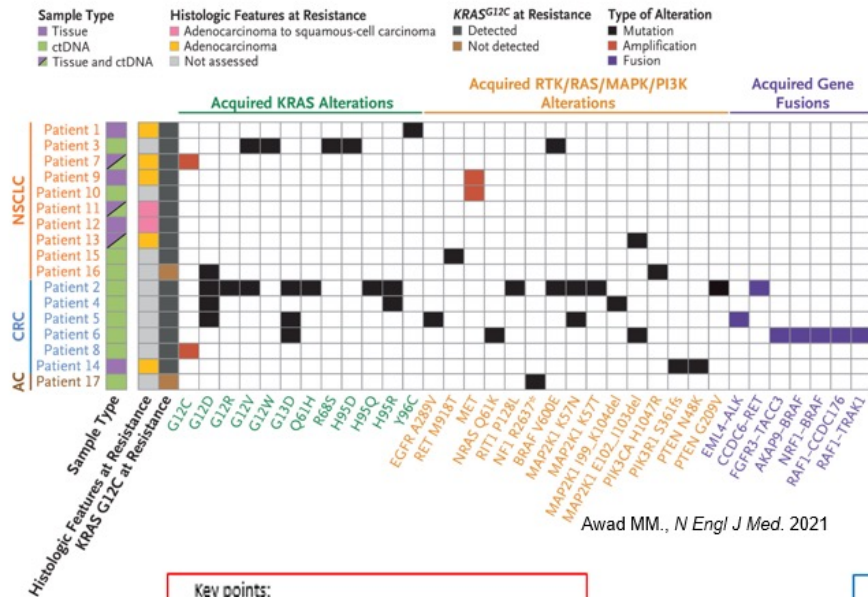 Sample Type
Tissue
ctDNA
Tissue and ctDNA
Histologic Features at Resistance
Adenocarcinoma to squamous-cell carcinoma
Adenocarcinoma
Not assessed
KRASG12C at Resistance
Detected
Not detected
Type of Alteration
Mutation
Amplification
Fusion
Acquired KRAS Alterations
Acquired RTK/RAS/MAPK/PI3K
Alterations
Acquired Gene
Fusions
NSCLC
Patient 1
Patient 3
Patient 7
Patient 9
Patient 10
Patient 11
Patient 12
Patient 13
Patient 15
Patient 16
CRC
Patient 2
Patient 4
Patient 5
Patient 6
Patient 8
Patient 14
AC
Patient 17
Sample Type
Histologic Features at Resistance
KRAS G12C at Resistance
G12C
G12D
G12R
G12V
G12W
G13D
Q61H
R68S
H95D
H95Q
H95R
Y96C
EGFR A289V
RET M918T
MET
NRAS Q61K
RIT1 P128L
NF1 R2637*
BRAF V600E
MAP2K1 K57N
MAP2K1 K57T
MAP2K1 I99_K104del
MAP2K1 E102_I103del
PIK3CA H1047R
PIK3R1 S361fs
PTEN N48K
PTEN G209V
EML4–ALK
CCDC6–RET
FGFR3–TACC3
AKAP9–BRAF
NRF1–BRAF
RAF1–CCDC176
RAF1–TRAK1
Awad MM., N Engl J Med. 2021
Key points: